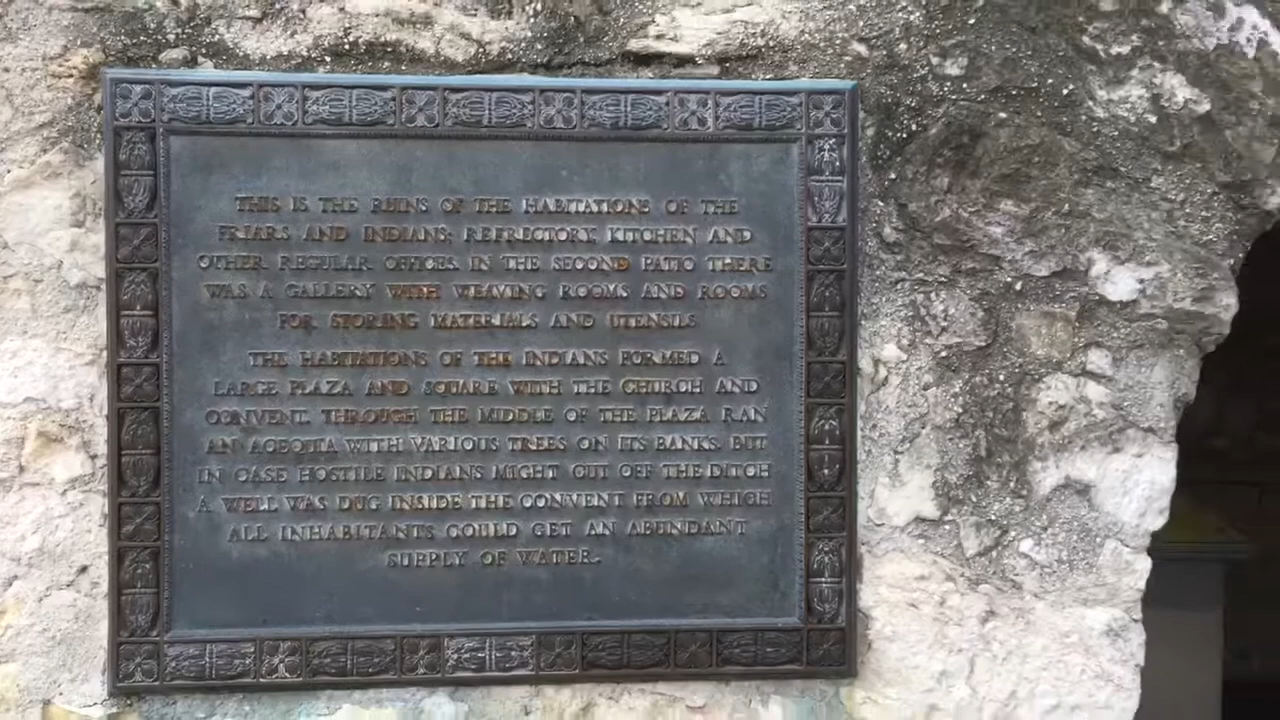 THIS IS THE RUINS OF THE HABITATIONS OF THE
FRIARS AND INDIANS; REFRECTORY, KITCHEN AND
OTHER REGULAR OFFICES. IN THE SECOND PATIO THERE
WAS A GALLERY WITH WEAVING ROOMS AND ROOMS
FOR STORING MATERIALS AND UTENSILS
THE HABITATIONS OF THE INDIANS FORMED A
LARGE PLAZA AND SQUARE WITH THE CHURCH AND
CONVENT. THROUGH THE MIDDLE OF THE PLAZA RAN
AN ACEQUIA WITH VARIOUS TREES ON ITS BANKS. BUT
IN CASE HOSTILE INDIANS MIGHT CUT OFF THE DITCH
A WELL WAS DUG INSIDE THE CONVENT FROM WHICH
ALL INHABITANTS COULD GET AN ABUNDANT
SUPPLY OF WATER.